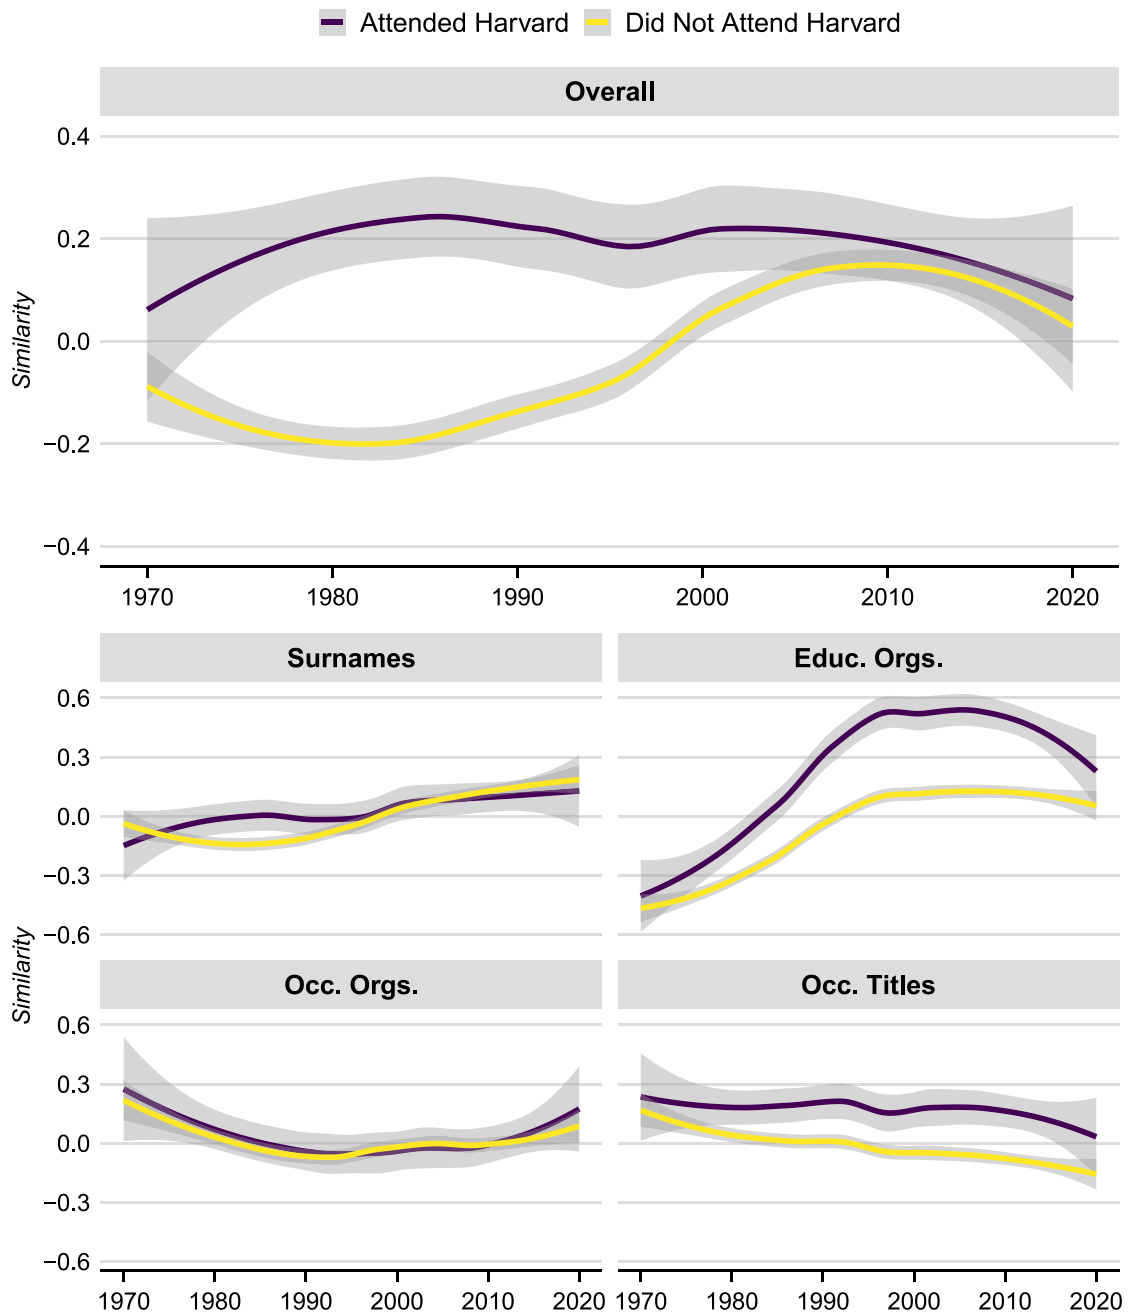 Attended Harvard Did Not Attend Harvard
Overall
0.4
0.2
0.0
−0.2
−0.4
Similarity
1970 1980 1990 2000 2010 2020
Surnames Educ. Orgs.
0.6
0.3
0.0
−0.3
−0.6
Similarity
Occ. Orgs. Occ. Titles
0.6
0.3
0.0
−0.3
−0.6
1970 1980 1990 2000 2010 2020 1970 1980 1990 2000 2010 2020